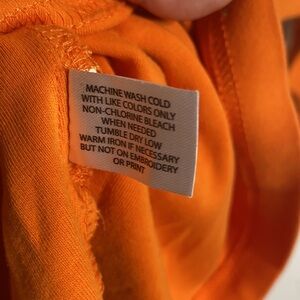 MACHINE WASH COLD
WITH LIKE COLORS ONLY
NON-CHLORINE BLEACH
WHEN NEEDED
TUMBLE DRY LOW
WARM IRON IF NECESSARY
BUT NOT ON EMBROIDERY
OR PRINT